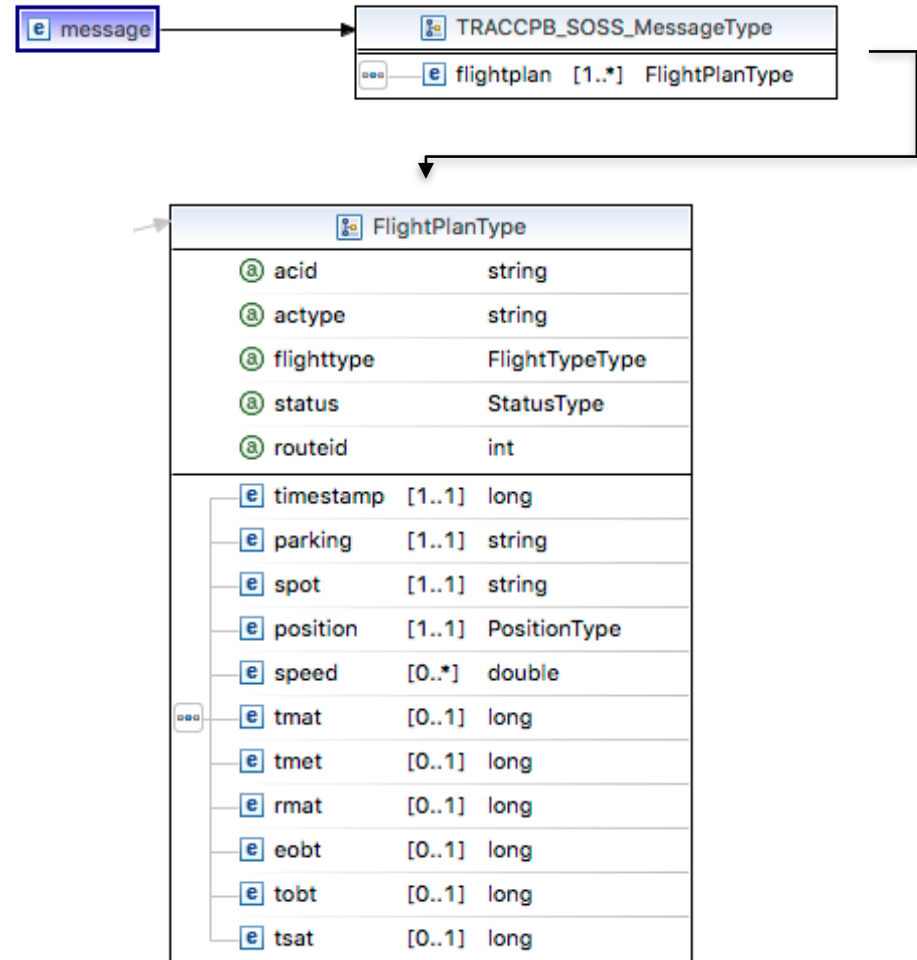 e message
TRACCPB_SOSS_MessageType
e flightplan [1..*] FlightPlanType
FlightPlanType
a acid string
a actype string
a flighttype FlightTypeType
a status StatusType
a routeid int
e timestamp [1..1] long
e parking [1..1] string
e spot [1..1] string
e position [1..1] PositionType
e speed [0..*] double
e tmat [0..1] long
e tmet [0..1] long
e rmat [0..1] long
e eobt [0..1] long
e tobt [0..1] long
e tsat [0..1] long